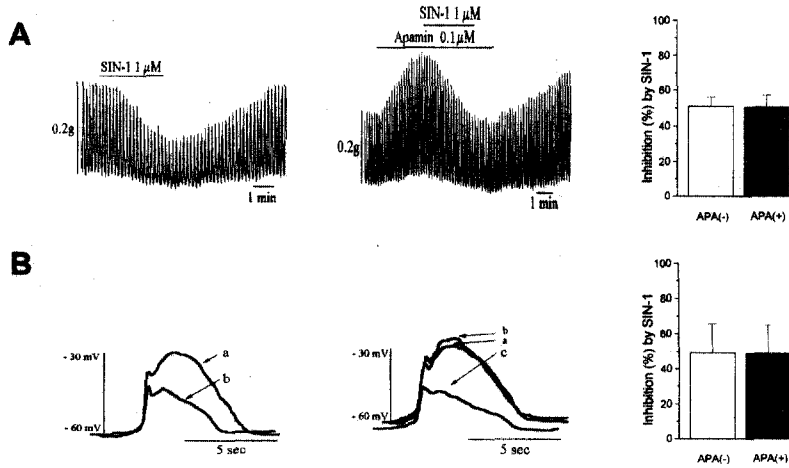 A
SIN-1 1 µM
0.2g
1 min
SIN-1 1 µM
Apamin 0.1µM
0.2g
1 min
Inhibition (%) by SIN-1
100
80
60
40
20
0
APA(-) APA(+)
B
- 30 mV
- 60 mV
a
b
5 sec
- 30 mV
- 60 mV
b
a
c
5 sec
Inhibition (%) by SIN-1
100
80
60
40
20
0
APA(-) APA(+)